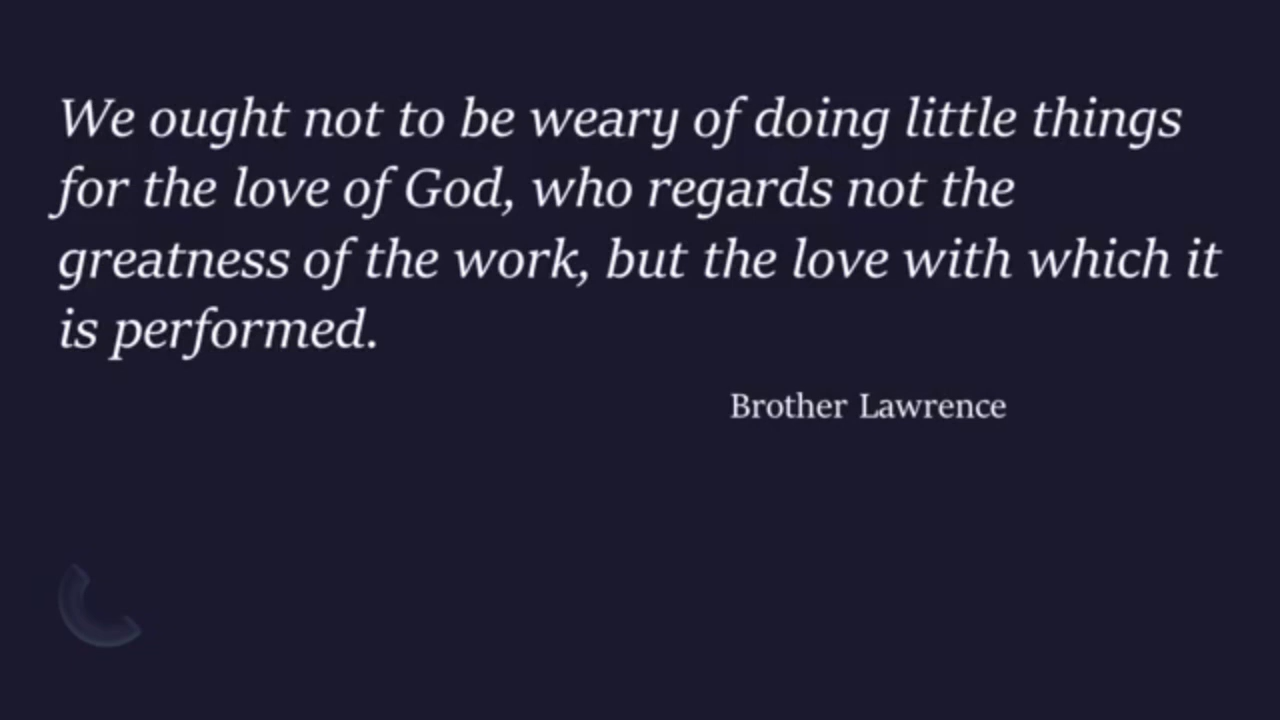 We ought not to be weary of doing little things
for the love of God, who regards not the
greatness of the work, but the love with which it
is performed.
Brother Lawrence